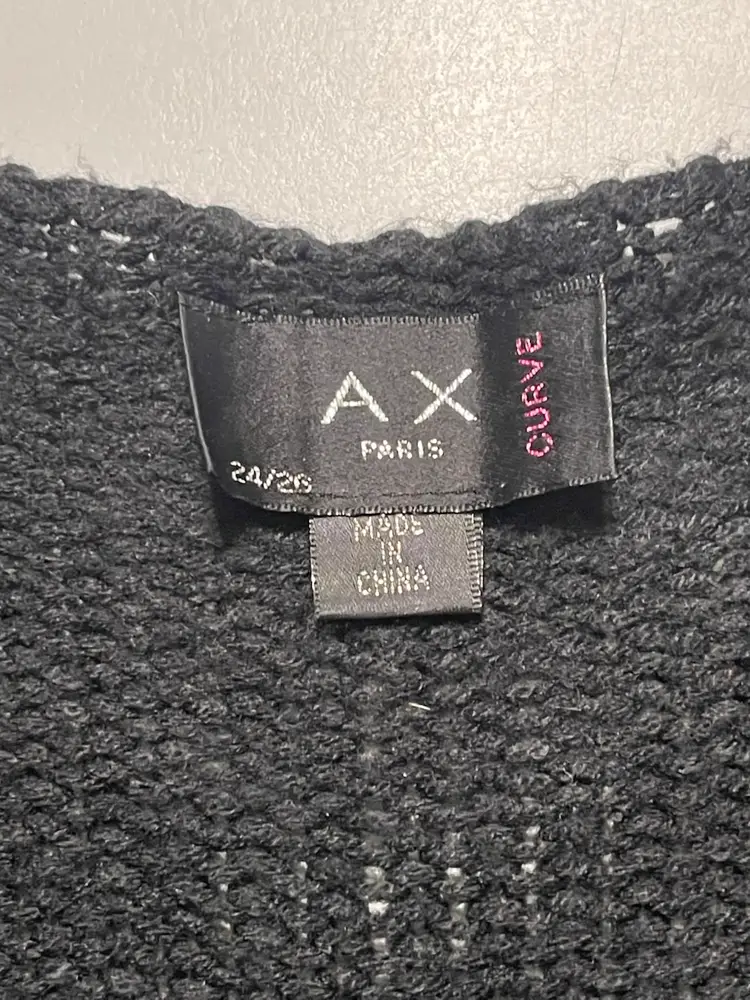 AX
PARIS
CURVE
24/26
MADE
IN
CHINA